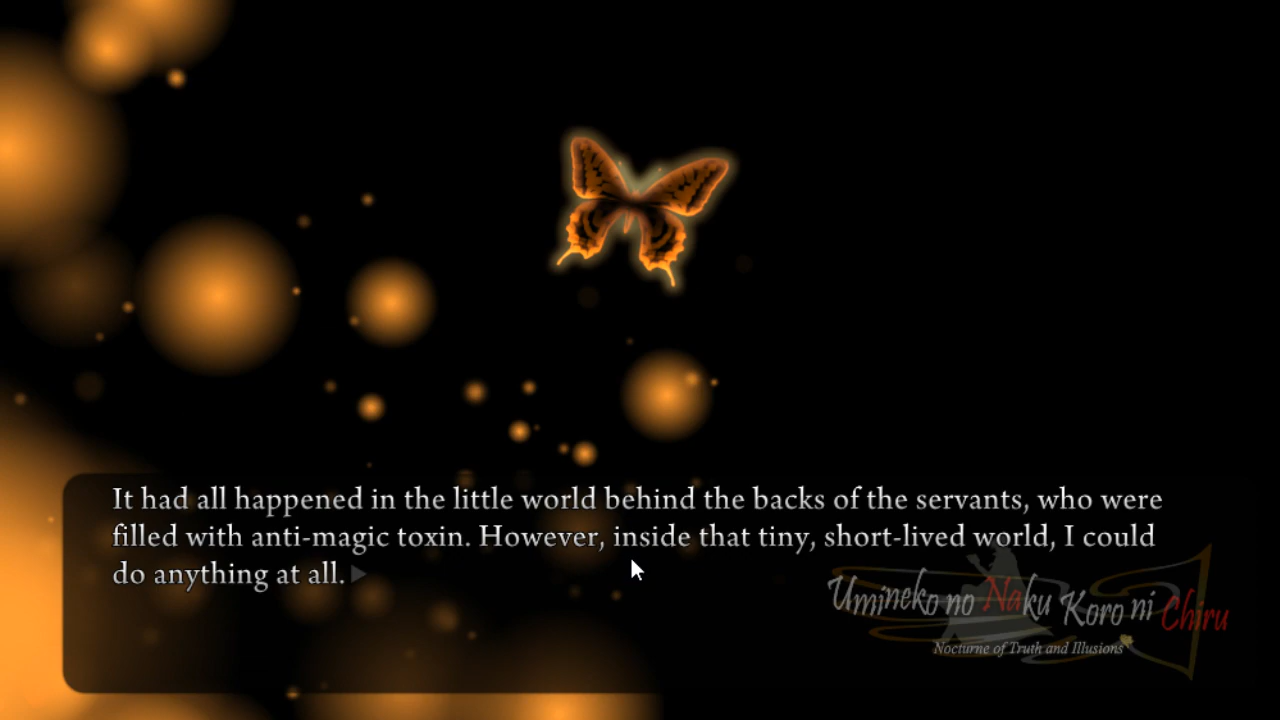 It had all happened in the little world behind the backs of the servants, who were
filled with anti-magic toxin. However, inside that tiny, short-lived world, I could
do anything at all.
Umineko no Naku Koro ni Chiru
Nocturne of Truth and Illusions